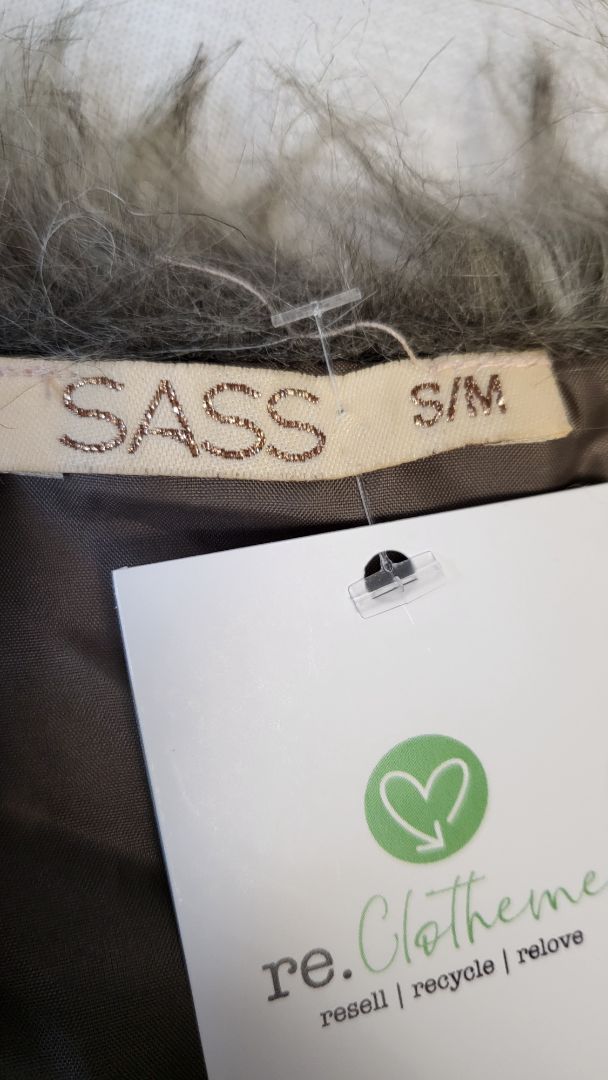 SASS S/M
re.Clotheme
resell | recycle | relove